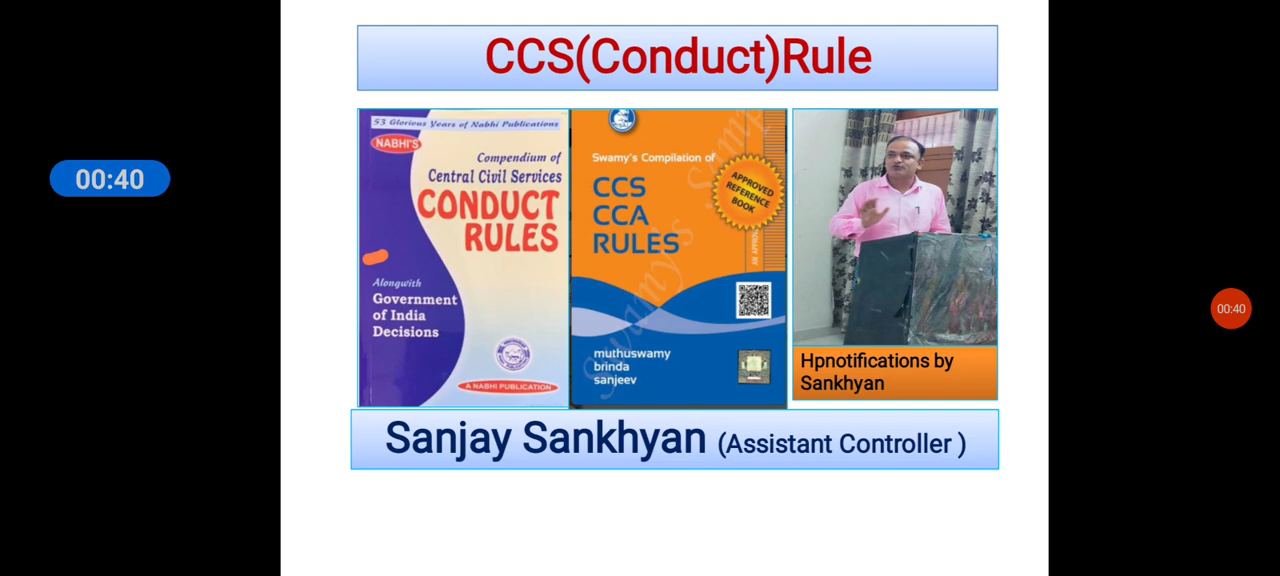 CCS(Conduct)Rule
00:40
53 Glorious Years of Nabhi Publications
NABHI'S
Compendium of
Central Civil Services
CONDUCT
RULES
Alongwith
Government
of India
Decisions
A NABHI PUBLICATION
Swamy's Compilation of
CCS
CCA
RULES
APPROVED
REFERENCE
BOOK
muthuswamy
brinda
sanjeev
Hpnotifications by
Sankhyan
00:40
Sanjay Sankhyan (Assistant Controller )